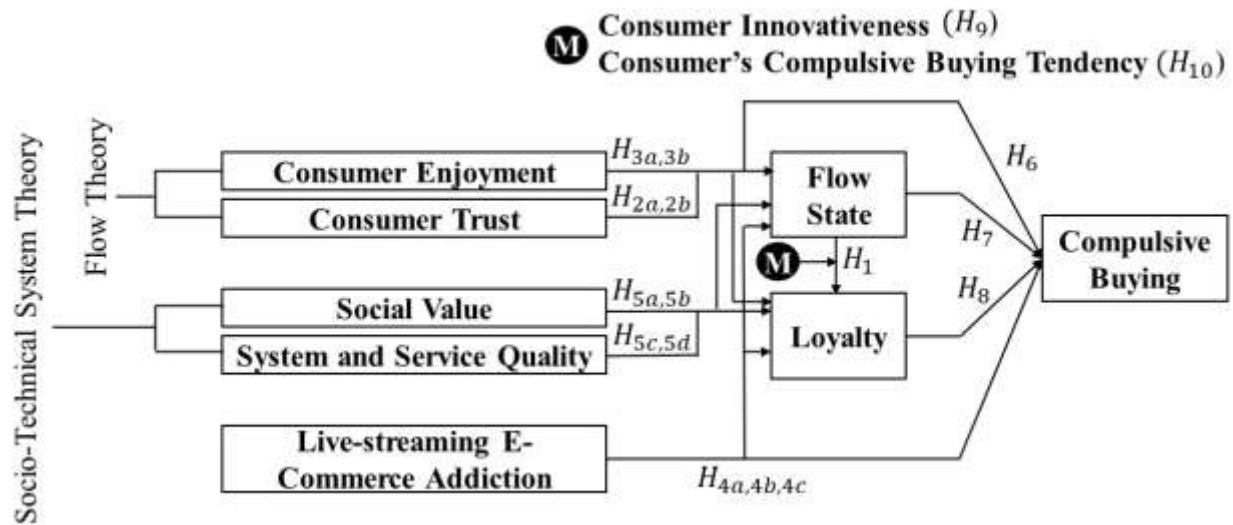 M Consumer Innovativeness (H9)
Consumer's Compulsive Buying Tendency (H10)
Socio-Technical System Theory
Flow Theory
Consumer Enjoyment
H3a,3b
Consumer Trust
H2a,2b
Social Value
H5a,5b
System and Service Quality
H5c,5d
Live-streaming E-
Commerce Addiction
H4a,4b,4c
Flow
State
M
H1
Loyalty
H6
H7
H8
Compulsive
Buying